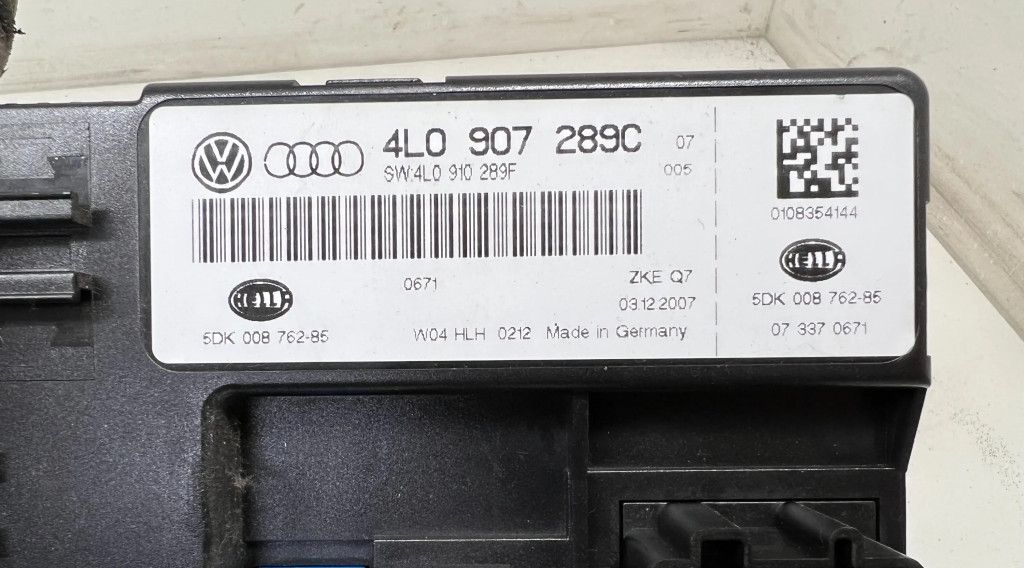 4L0 907 289C 07
SW:4L0 910 289F 005
0108354144
0671 ZKE Q7
HELLA
03.12.2007
5DK 008 762-85
W04 HLH 0212 Made in Germany
HELLA
5DK 008 762-85
07 337 0671